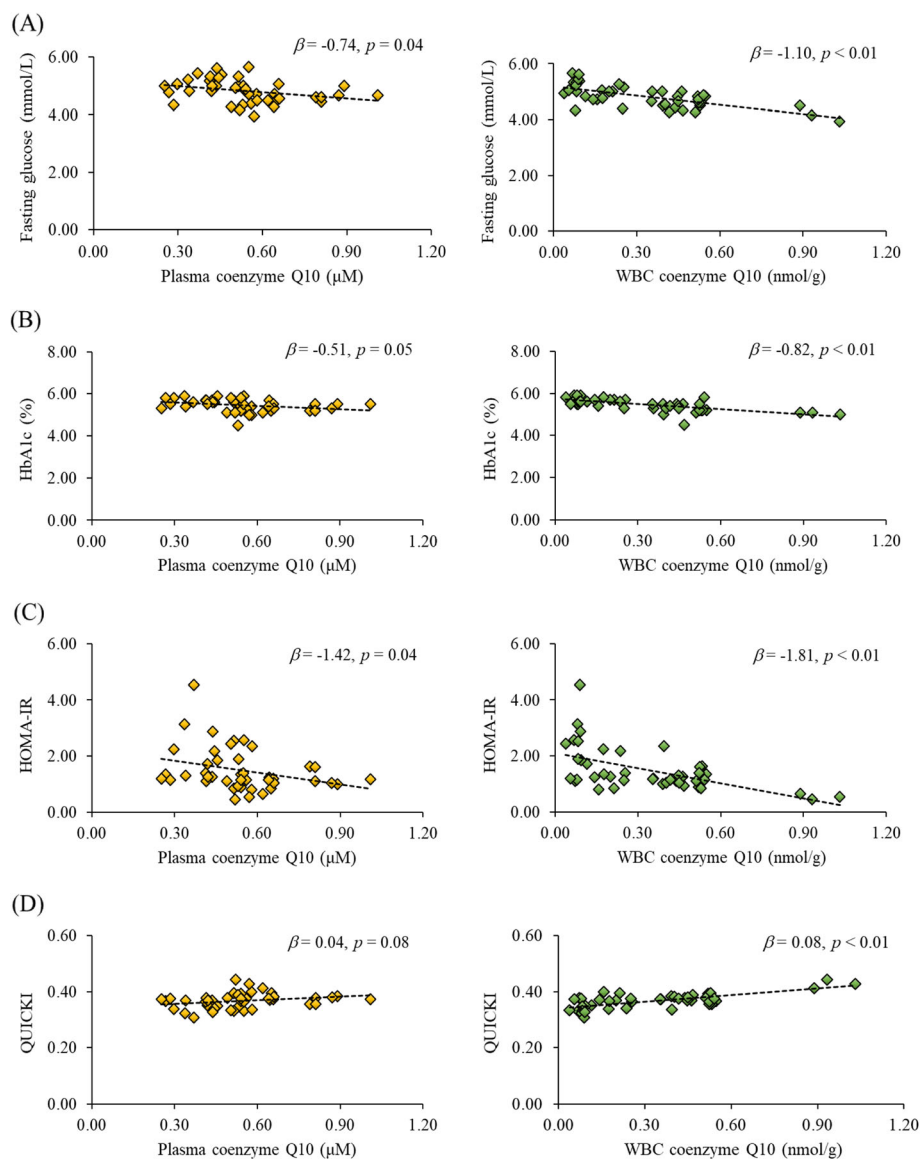 (A)
β = -0.74, p = 0.04
Fasting glucose (mmol/L)
6.00
4.00
2.00
0.00
0.00 0.30 0.60 0.90 1.20
Plasma coenzyme Q10 (μM)
β = -1.10, p < 0.01
Fasting glucose (mmol/L)
6.00
4.00
2.00
0.00
0.00 0.30 0.60 0.90 1.20
WBC coenzyme Q10 (nmol/g)
(B)
β = -0.51, p = 0.05
HbA1c (%)
8.00
6.00
4.00
2.00
0.00
0.00 0.30 0.60 0.90 1.20
Plasma coenzyme Q10 (μM)
β = -0.82, p < 0.01
HbA1c (%)
8.00
6.00
4.00
2.00
0.00
0.00 0.30 0.60 0.90 1.20
WBC coenzyme Q10 (nmol/g)
(C)
β = -1.42, p = 0.04
HOMA-IR
6.00
4.00
2.00
0.00
0.00 0.30 0.60 0.90 1.20
Plasma coenzyme Q10 (μM)
β = -1.81, p < 0.01
HOMA-IR
6.00
4.00
2.00
0.00
0.00 0.30 0.60 0.90 1.20
WBC coenzyme Q10 (nmol/g)
(D)
β = 0.04, p = 0.08
QUICKI
0.60
0.40
0.20
0.00
0.00 0.30 0.60 0.90 1.20
Plasma coenzyme Q10 (μM)
β = 0.08, p < 0.01
QUICKI
0.60
0.40
0.20
0.00
0.00 0.30 0.60 0.90 1.20
WBC coenzyme Q10 (nmol/g)